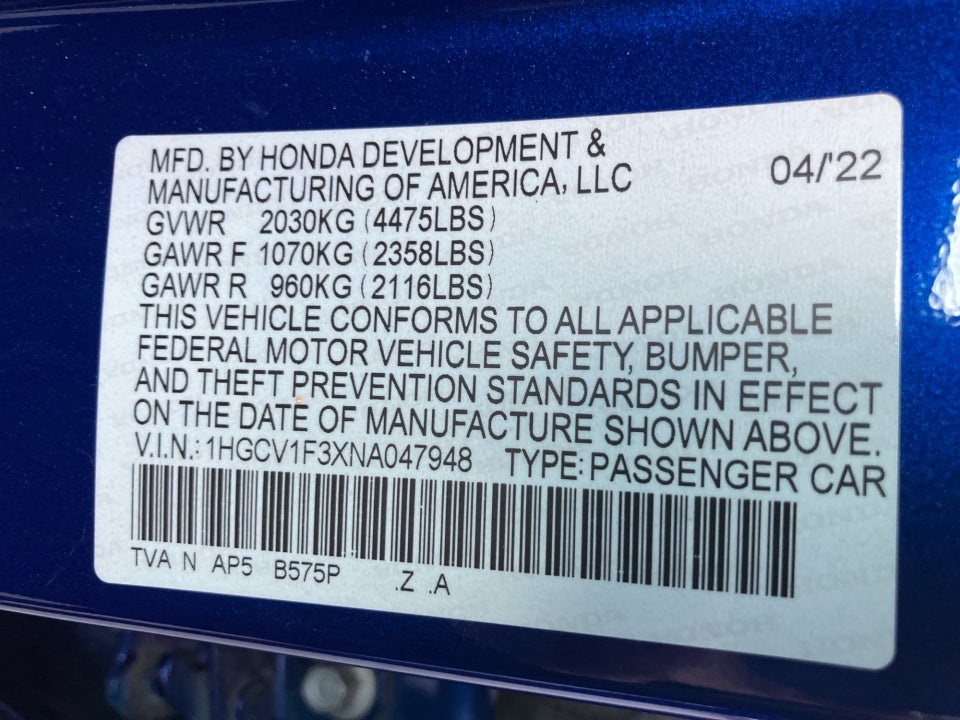 MFD. BY HONDA DEVELOPMENT &
MANUFACTURING OF AMERICA, LLC 04/'22
GVWR 2030KG (4475LBS)
GAWR F 1070KG (2358LBS)
GAWR R 960KG (2116LBS)
THIS VEHICLE CONFORMS TO ALL APPLICABLE
FEDERAL MOTOR VEHICLE SAFETY, BUMPER,
AND THEFT PREVENTION STANDARDS IN EFFECT
ON THE DATE OF MANUFACTURE SHOWN ABOVE.
V.I.N.: 1HGCV1F3XNA047948 TYPE: PASSENGER CAR
TVA N AP5 B575P .Z .A